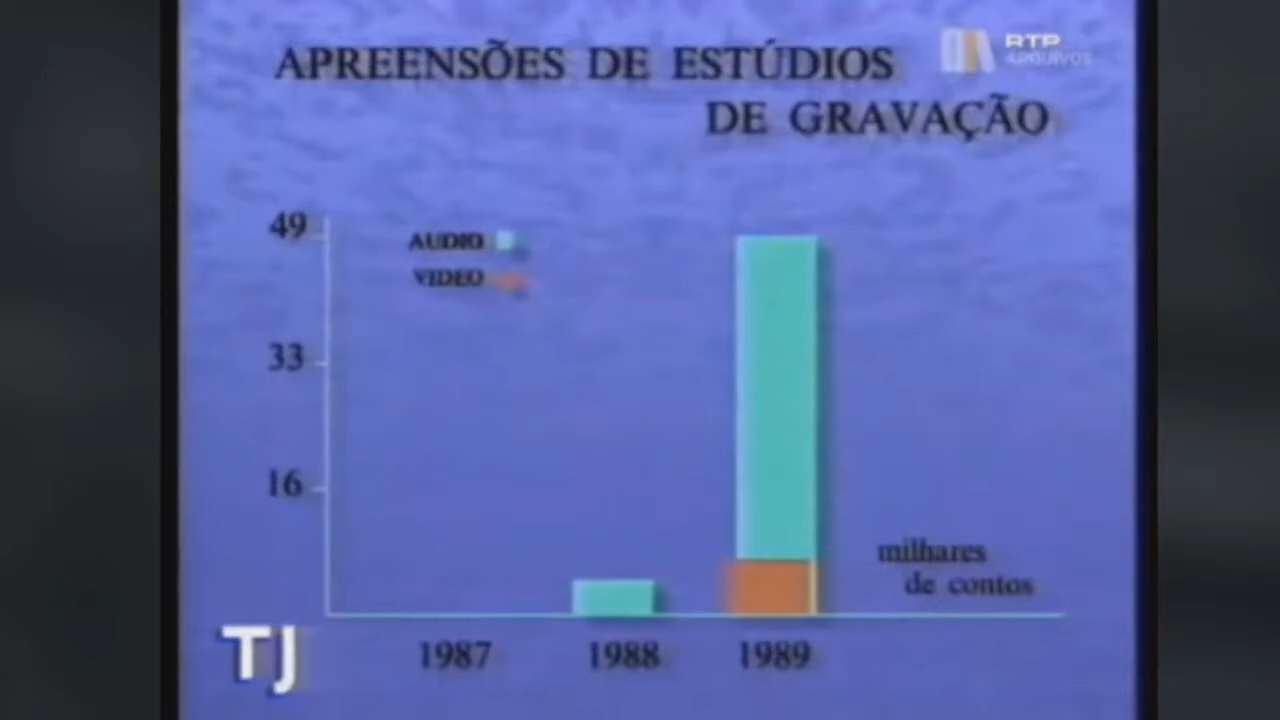 APREENSÕES DE ESTÚDIOS
DE GRAVAÇÃO
RTP
ARQUIVOS
49
AUDIO
VIDEO
33
16
milhares
de contos
1987 1988 1989
TJ